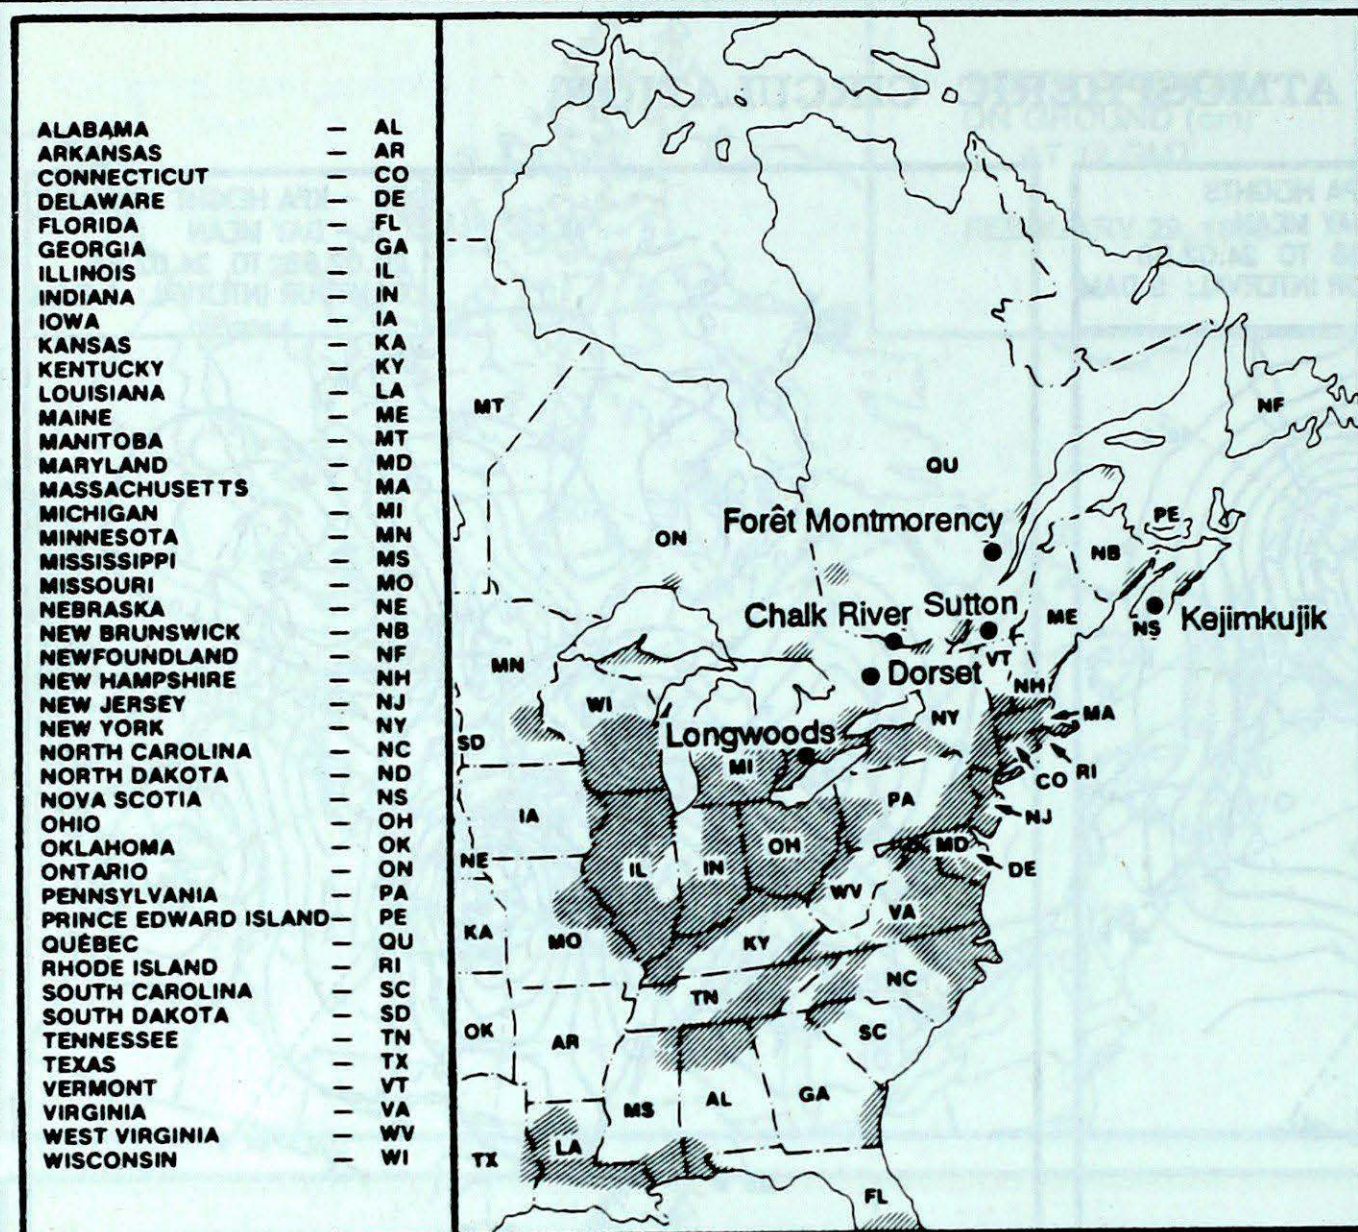 ALABAMA — AL
ARKANSAS — AR
CONNECTICUT — CO
DELAWARE — DE
FLORIDA — FL
GEORGIA — GA
ILLINOIS — IL
INDIANA — IN
IOWA — IA
KANSAS — KA
KENTUCKY — KY
LOUISIANA — LA
MAINE — ME
MANITOBA — MT
MARYLAND — MD
MASSACHUSETTS — MA
MICHIGAN — MI
MINNESOTA — MN
MISSISSIPPI — MS
MISSOURI — MO
NEBRASKA — NE
NEW BRUNSWICK — NB
NEWFOUNDLAND — NF
NEW HAMPSHIRE — NH
NEW JERSEY — NJ
NEW YORK — NY
NORTH CAROLINA — NC
NORTH DAKOTA — ND
NOVA SCOTIA — NS
OHIO — OH
OKLAHOMA — OK
ONTARIO — ON
PENNSYLVANIA — PA
PRINCE EDWARD ISLAND — PE
QUÉBEC — QU
RHODE ISLAND — RI
SOUTH CAROLINA — SC
SOUTH DAKOTA — SD
TENNESSEE — TN
TEXAS — TX
VERMONT — VT
VIRGINIA — VA
WEST VIRGINIA — WV
WISCONSIN — WI
MT
NF
QU
Forêt Montmorency
PE
ON
NB
Chalk River
Sutton
ME
NS
Kejimkujik
MN
VT
Dorset
NH
WI
NY
MA
SD
Longwoods
MI
RI
CO
IA
PA
NJ
OH
MD
NE
IL
IN
DE
WV
VA
KA
MO
KY
NC
TN
OK
AR
SC
MS
AL
GA
LA
TX
FL
ATMOSPHERIC CIRCULATION